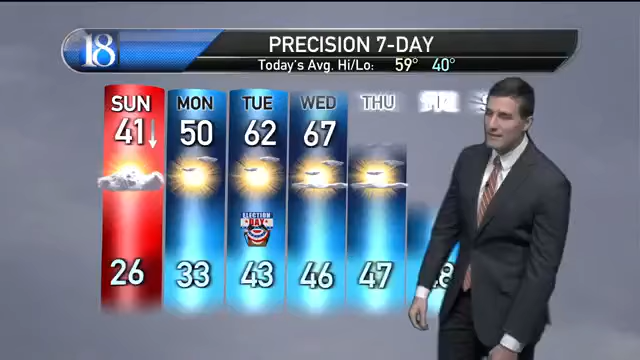 18
PRECISION 7-DAY
Today's Avg. Hi/Lo: 59° 40°
SUN MON TUE WED THU
41 50 62 67
ELECTION DAY
26 33 43 46 47